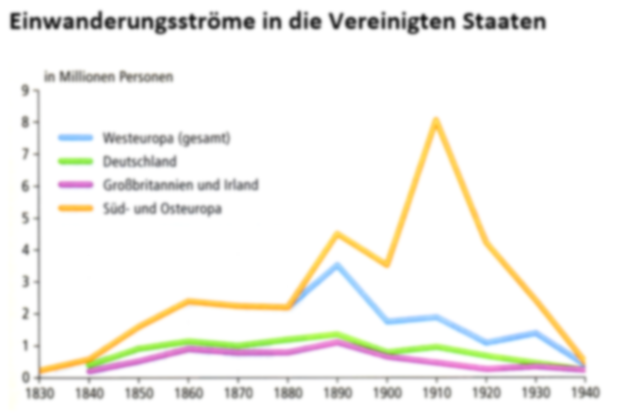 Einwanderungsströme in die Vereinigten Staaten
in Millionen Personen
9
8
7
6
5
4
3
2
1
0
Westeuropa (gesamt)
Deutschland
Großbritannien und Irland
Süd- und Osteuropa
1830 1840 1850 1860 1870 1880 1890 1900 1910 1920 1930 1940